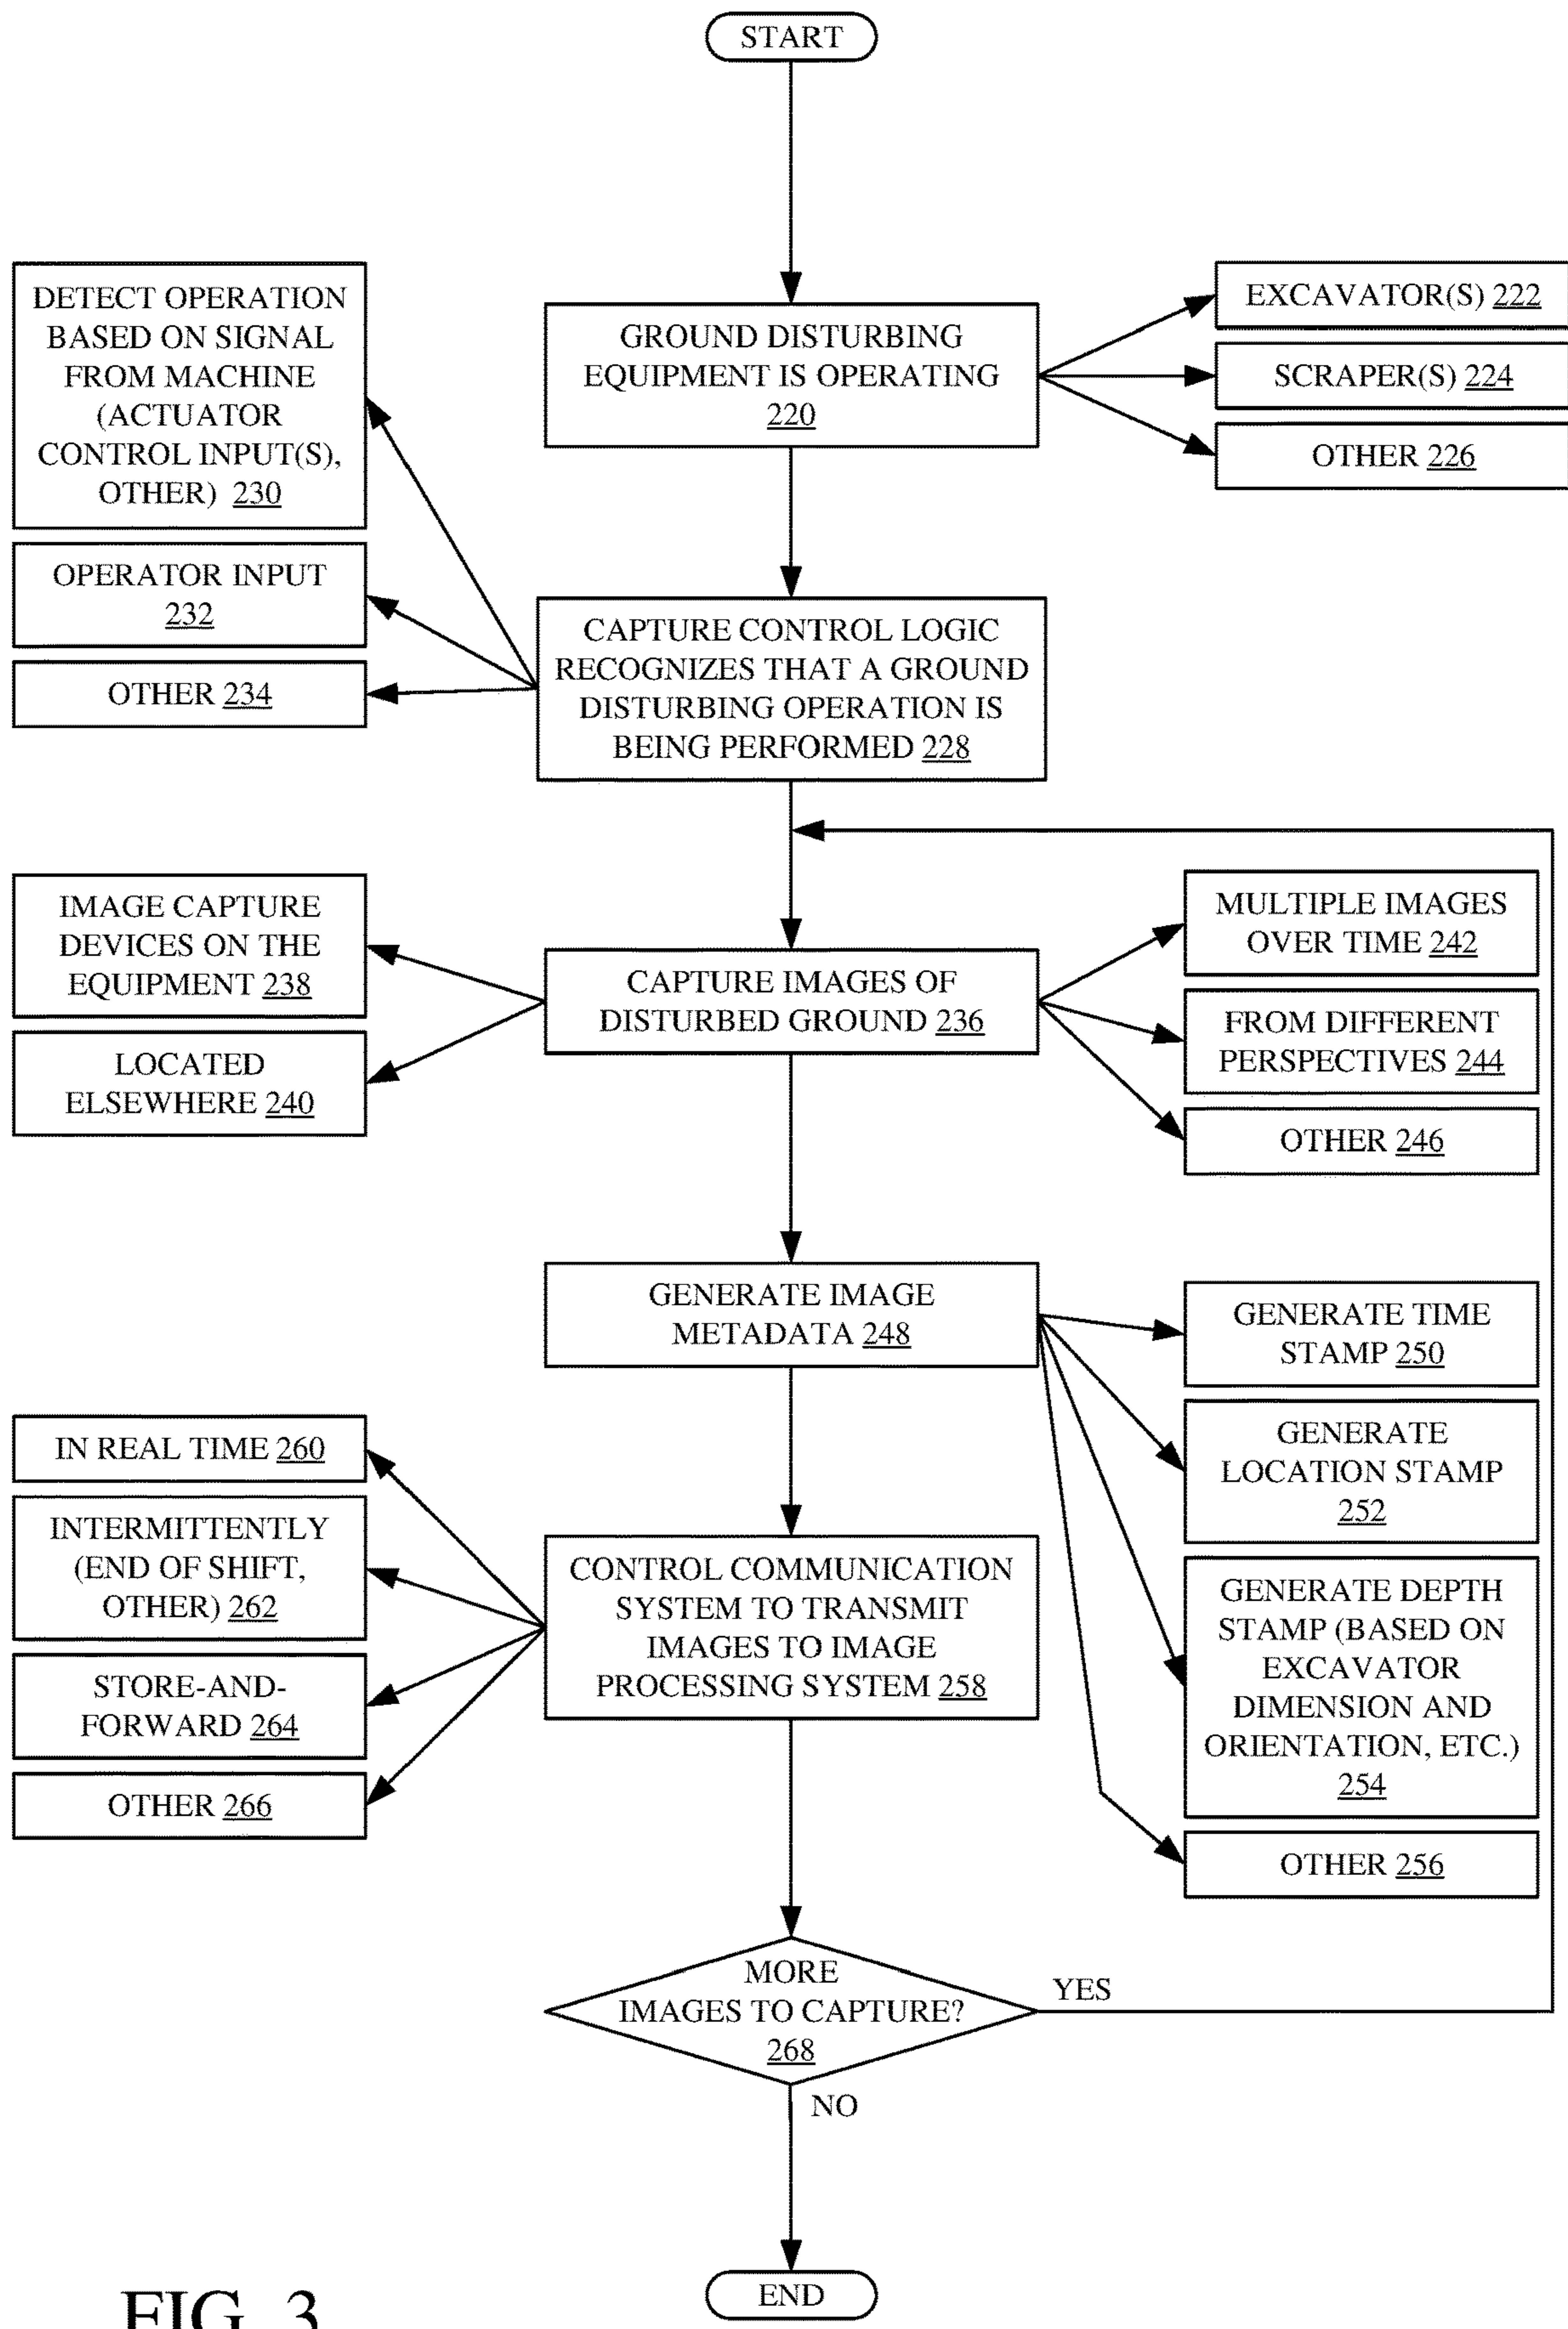 START
DETECT OPERATION
BASED ON SIGNAL
FROM MACHINE
(ACTUATOR
CONTROL INPUT(S),
OTHER) 230
GROUND DISTURBING
EQUIPMENT IS OPERATING
220
EXCAVATOR(S) 222
SCRAPER(S) 224
OTHER 226
OPERATOR INPUT
232
OTHER 234
CAPTURE CONTROL LOGIC
RECOGNIZES THAT A GROUND
DISTURBING OPERATION IS
BEING PERFORMED 228
IMAGE CAPTURE
DEVICES ON THE
EQUIPMENT 238
LOCATED
ELSEWHERE 240
CAPTURE IMAGES OF
DISTURBED GROUND 236
MULTIPLE IMAGES
OVER TIME 242
FROM DIFFERENT
PERSPECTIVES 244
OTHER 246
GENERATE IMAGE
METADATA 248
GENERATE TIME
STAMP 250
GENERATE
LOCATION STAMP
252
GENERATE DEPTH
STAMP (BASED ON
EXCAVATOR
DIMENSION AND
ORIENTATION, ETC.)
254
OTHER 256
IN REAL TIME 260
INTERMITTENTLY
(END OF SHIFT,
OTHER) 262
STORE-AND-
FORWARD 264
OTHER 266
CONTROL COMMUNICATION
SYSTEM TO TRANSMIT
IMAGES TO IMAGE
PROCESSING SYSTEM 258
MORE
IMAGES TO CAPTURE?
268
YES
NO
END
FIG. 3